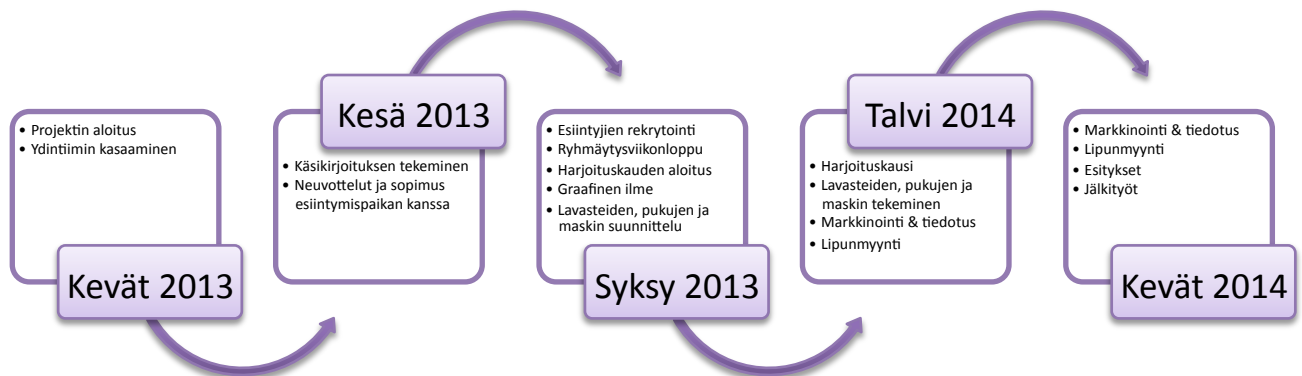 Kevät 2013
• Projektin aloitus
• Ydintiimin kasaaminen
Kesä 2013
• Käsikirjoituksen tekeminen
• Neuvottelut ja sopimus
esiintymispaikan kanssa
Syksy 2013
• Esiintyjien rekrytointi
• Ryhmäytysviikonloppu
• Harjoituskauden aloitus
• Graafinen ilme
• Lavasteiden, pukujen ja
maskin suunnittelu
Talvi 2014
• Harjoituskausi
• Lavasteiden, pukujen ja
maskin tekeminen
• Markkinointi & tiedotus
• Lipunmyynti
Kevät 2014
• Markkinointi & tiedotus
• Lipunmyynti
• Esitykset
• Jälkityöt